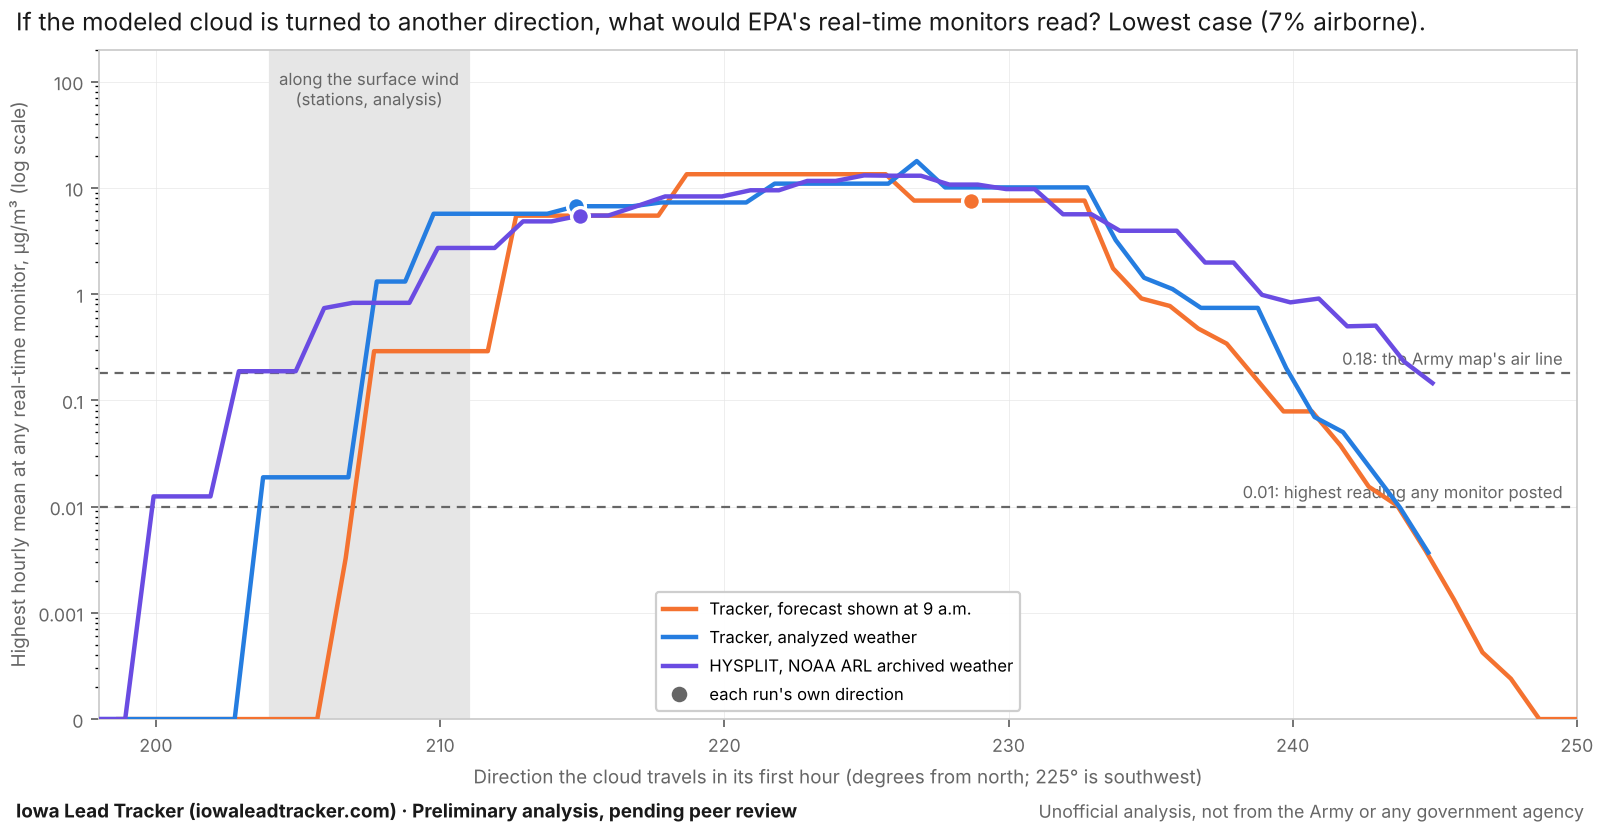 If the modeled cloud is turned to another direction, what would EPA's real-time monitors read? Lowest case (7% airborne).
along the surface wind
(stations, analysis)
Highest hourly mean at any real-time monitor, µg/m³ (log scale)
100
10
1
0.1
0.01
0.001
0
0.18: the Army map's air line
0.01: highest reading any monitor posted
Tracker, forecast shown at 9 a.m.
Tracker, analyzed weather
HYSPLIT, NOAA ARL archived weather
each run's own direction
200 210 220 230 240 250
Direction the cloud travels in its first hour (degrees from north; 225° is southwest)
Iowa Lead Tracker (iowaleadtracker.com) · Preliminary analysis, pending peer review
Unofficial analysis, not from the Army or any government agency